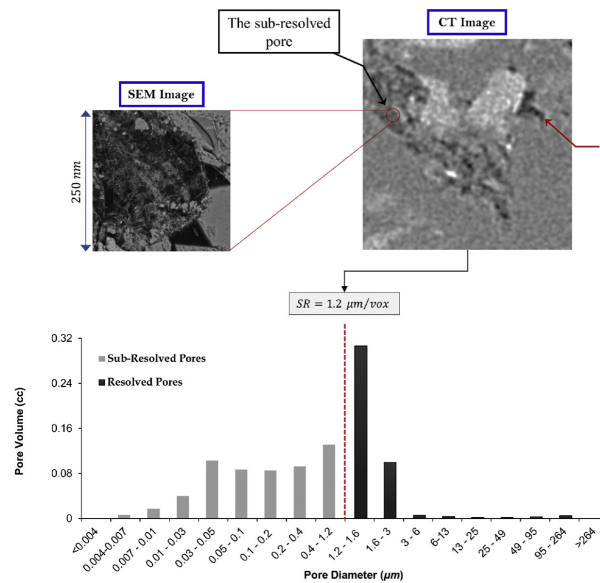 The sub-resolved
pore
CT Image
SEM Image
250 nm
SR = 1.2 μm/vox
0.32
0.24
0.16
0.08
0
Pore Volume (cc)
Sub-Resolved Pores
Resolved Pores
<0.004
0.004-0.007
0.007 - 0.01
0.01 - 0.03
0.03 - 0.05
0.05 - 0.1
0.1 - 0.2
0.2 - 0.4
0.4 - 1.2
1.2 - 1.6
1.6 - 3
3 - 6
6-13
13 - 25
25 - 49
49 - 95
95 - 264
>264
Pore Diameter (μm)